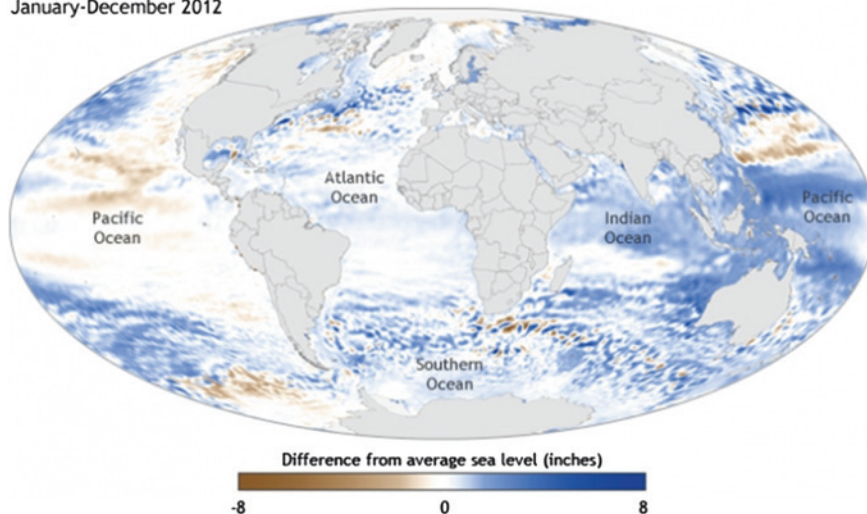 January-December 2012
Atlantic
Ocean
Pacific
Ocean
Indian
Ocean
Pacific
Ocean
Southern
Ocean
Difference from average sea level (inches)
-8 0 8